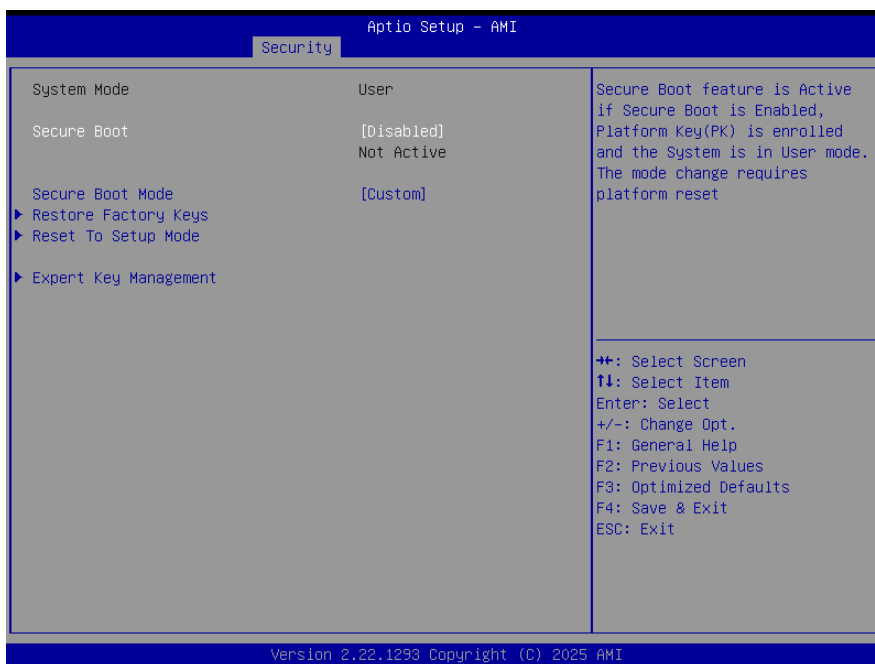 Aptio Setup – AMI
Security
System Mode User
Secure Boot [Disabled]
Not Active
Secure Boot Mode [Custom]
▶ Restore Factory Keys
▶ Reset To Setup Mode
▶ Expert Key Management
Secure Boot feature is Active
if Secure Boot is Enabled,
Platform Key(PK) is enrolled
and the System is in User mode.
The mode change requires
platform reset
→←: Select Screen
↑↓: Select Item
Enter: Select
+/-: Change Opt.
F1: General Help
F2: Previous Values
F3: Optimized Defaults
F4: Save & Exit
ESC: Exit
Version 2.22.1293 Copyright (C) 2025 AMI